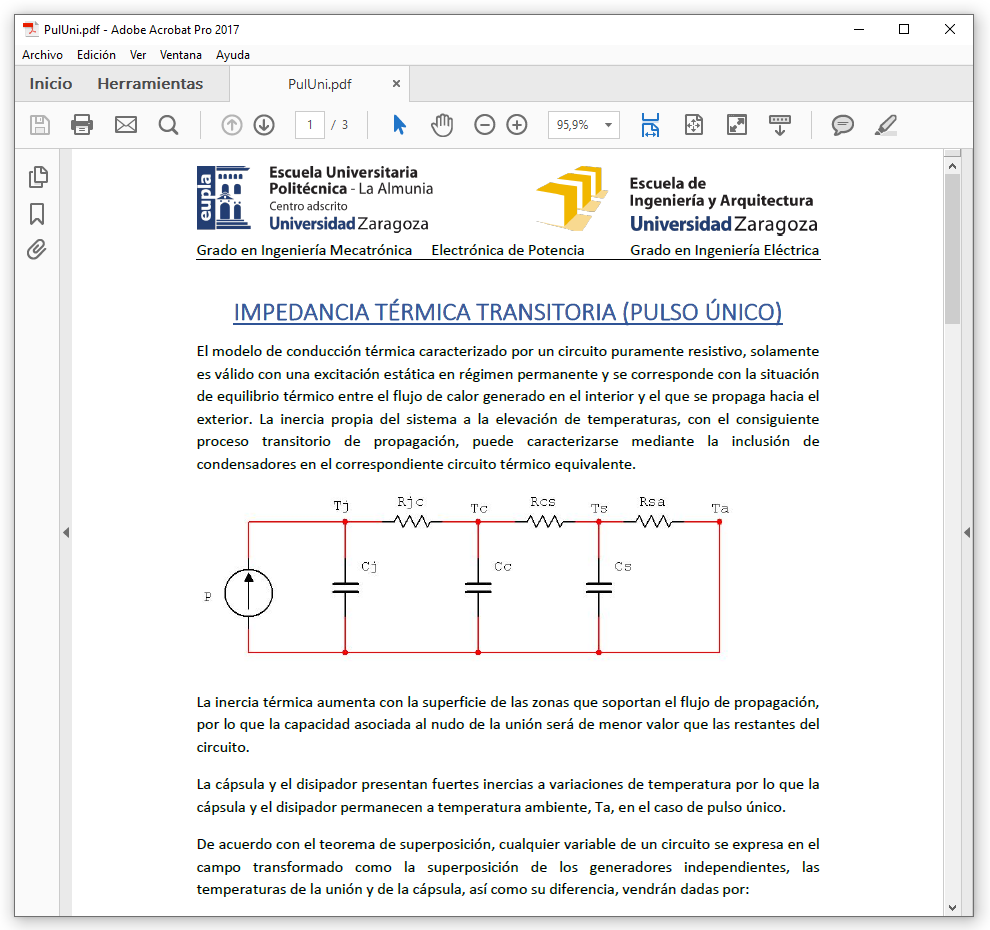 PulUni.pdf - Adobe Acrobat Pro 2017
Archivo Edición Ver Ventana Ayuda
Inicio Herramientas PulUni.pdf ×
1 / 3 95,9%
eupla
Escuela Universitaria
Politécnica - La Almunia
Centro adscrito
Universidad Zaragoza
Escuela de
Ingeniería y Arquitectura
Universidad Zaragoza
Grado en Ingeniería Mecatrónica Electrónica de Potencia Grado en Ingeniería Eléctrica
IMPEDANCIA TÉRMICA TRANSITORIA (PULSO ÚNICO)
El modelo de conducción térmica caracterizado por un circuito puramente resistivo, solamente
es válido con una excitación estática en régimen permanente y se corresponde con la situación
de equilibrio térmico entre el flujo de calor generado en el interior y el que se propaga hacia el
exterior. La inercia propia del sistema a la elevación de temperaturas, con el consiguiente
proceso transitorio de propagación, puede caracterizarse mediante la inclusión de
condensadores en el correspondiente circuito térmico equivalente.
Tj Rjc Tc Rcs Ts Rsa Ta
Cj Cc Cs
P
La inercia térmica aumenta con la superficie de las zonas que soportan el flujo de propagación,
por lo que la capacidad asociada al nudo de la unión será de menor valor que las restantes del
circuito.
La cápsula y el disipador presentan fuertes inercias a variaciones de temperatura por lo que la
cápsula y el disipador permanecen a temperatura ambiente, Ta, en el caso de pulso único.
De acuerdo con el teorema de superposición, cualquier variable de un circuito se expresa en el
campo transformado como la superposición de los generadores independientes, las
temperaturas de la unión y de la cápsula, así como su diferencia, vendrán dadas por: